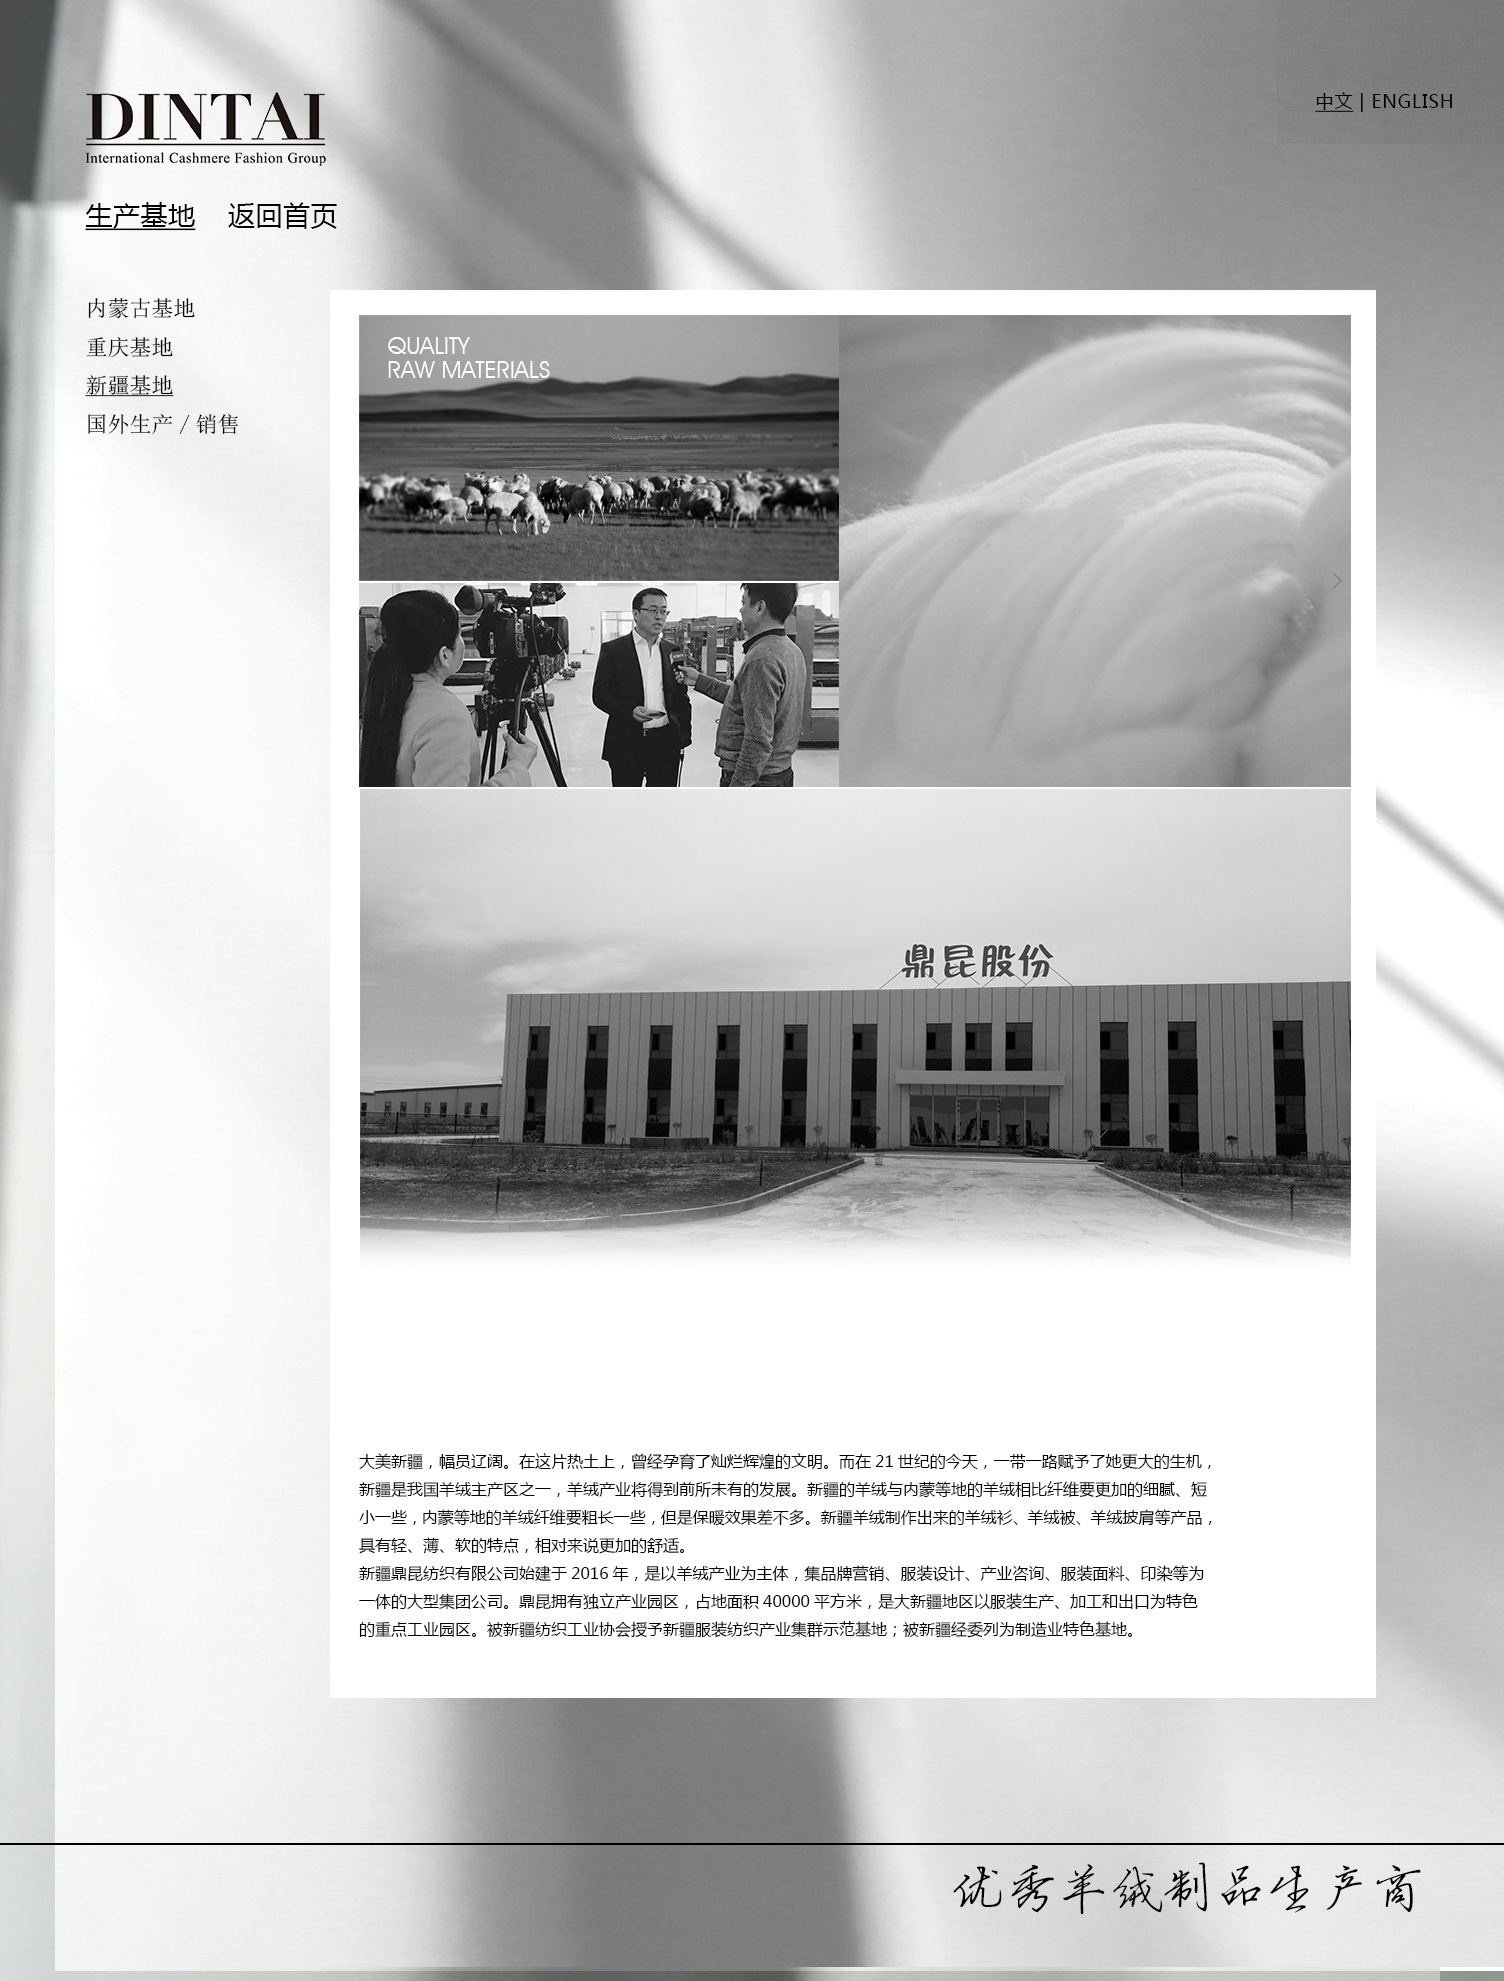 DINTAI
International Cashmere Fashion Group
中文 | ENGLISH
生产基地 返回首页
内蒙古基地
重庆基地
新疆基地
国外生产 / 销售
QUALITY
RAW MATERIALS
鼎昆股份
大美新疆，幅员辽阔。在这片热土上，曾经孕育了灿烂辉煌的文明。而在 21 世纪的今天，一带一路赋予了她更大的生机，
新疆是我国羊绒主产区之一，羊绒产业将得到前所未有的发展。新疆的羊绒与内蒙等地的羊绒相比纤维要更加的细腻、短
小一些，内蒙等地的羊绒纤维要粗长一些，但是保暖效果差不多。新疆羊绒制作出来的羊绒衫、羊绒被、羊绒披肩等产品，
具有轻、薄、软的特点，相对来说更加的舒适。
新疆鼎昆纺织有限公司始建于 2016 年，是以羊绒产业为主体，集品牌营销、服装设计、产业咨询、服装面料、印染等为
一体的大型集团公司。鼎昆拥有独立产业园区，占地面积 40000 平方米，是大新疆地区以服装生产、加工和出口为特色
的重点工业园区。被新疆纺织工业协会授予新疆服装纺织产业集群示范基地；被新疆经委列为制造业特色基地。
优秀羊绒制品生产商